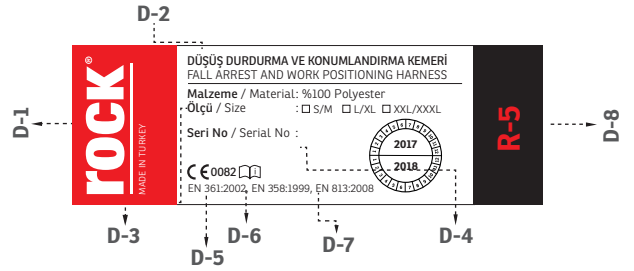 D-2
D-1
rOCK®
MADE IN TURKEY
DÜŞÜŞ DURDURMA VE KONUMLANDIRMA KEMERİ
FALL ARREST AND WORK POSITIONING HARNESS
Malzeme / Material: %100 Polyester
Ölçü / Size : S/M L/XL XXL/XXXL
Seri No / Serial No :
2017
2018
CE 0082
EN 361:2002, EN 358:1999, EN 813:2008
R-5
D-8
D-3
D-5
D-6
D-7
D-4